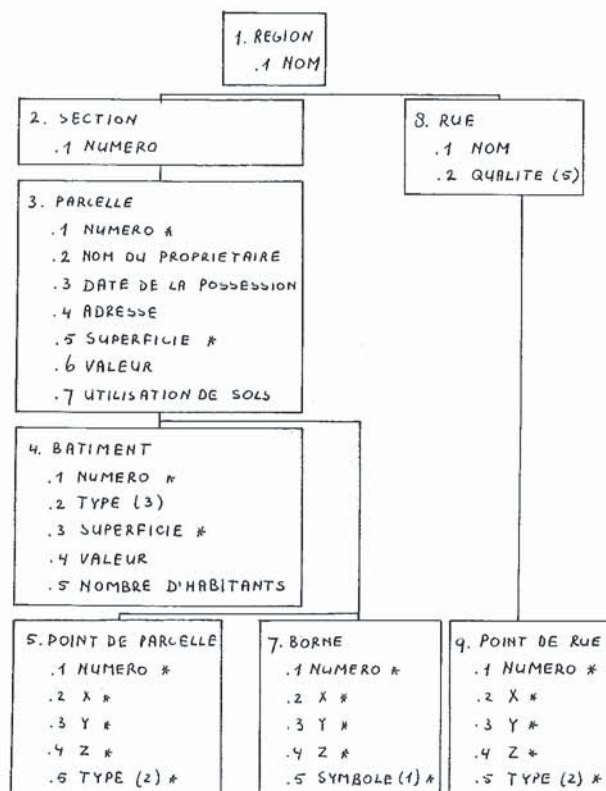 1. REGION
.1 NOM
2. SECTION
.1 NUMERO
8. RUE
.1 NOM
.2 QUALITE (5)
3. PARCELLE
.1 NUMERO *
.2 NOM DU PROPRIETAIRE
.3 DATE DE LA POSSESSION
.4 ADRESSE
.5 SUPERFICIE *
.6 VALEUR
.7 UTILISATION DE SOLS
4. BATIMENT
.1 NUMERO *
.2 TYPE (3)
.3 SUPERFICIE *
.4 VALEUR
.5 NOMBRE D'HABITANTS
5. POINT DE PARCELLE
.1 NUMERO *
.2 X *
.3 Y *
.4 Z *
.5 TYPE (2) *
7. BORNE
.1 NUMERO *
.2 X *
.3 Y *
.4 Z *
.5 SYMBOLE (1) *
9. POINT DE RUE
.1 NUMERO *
.2 X *
.3 Y *
.4 Z *
.5 TYPE (2) *